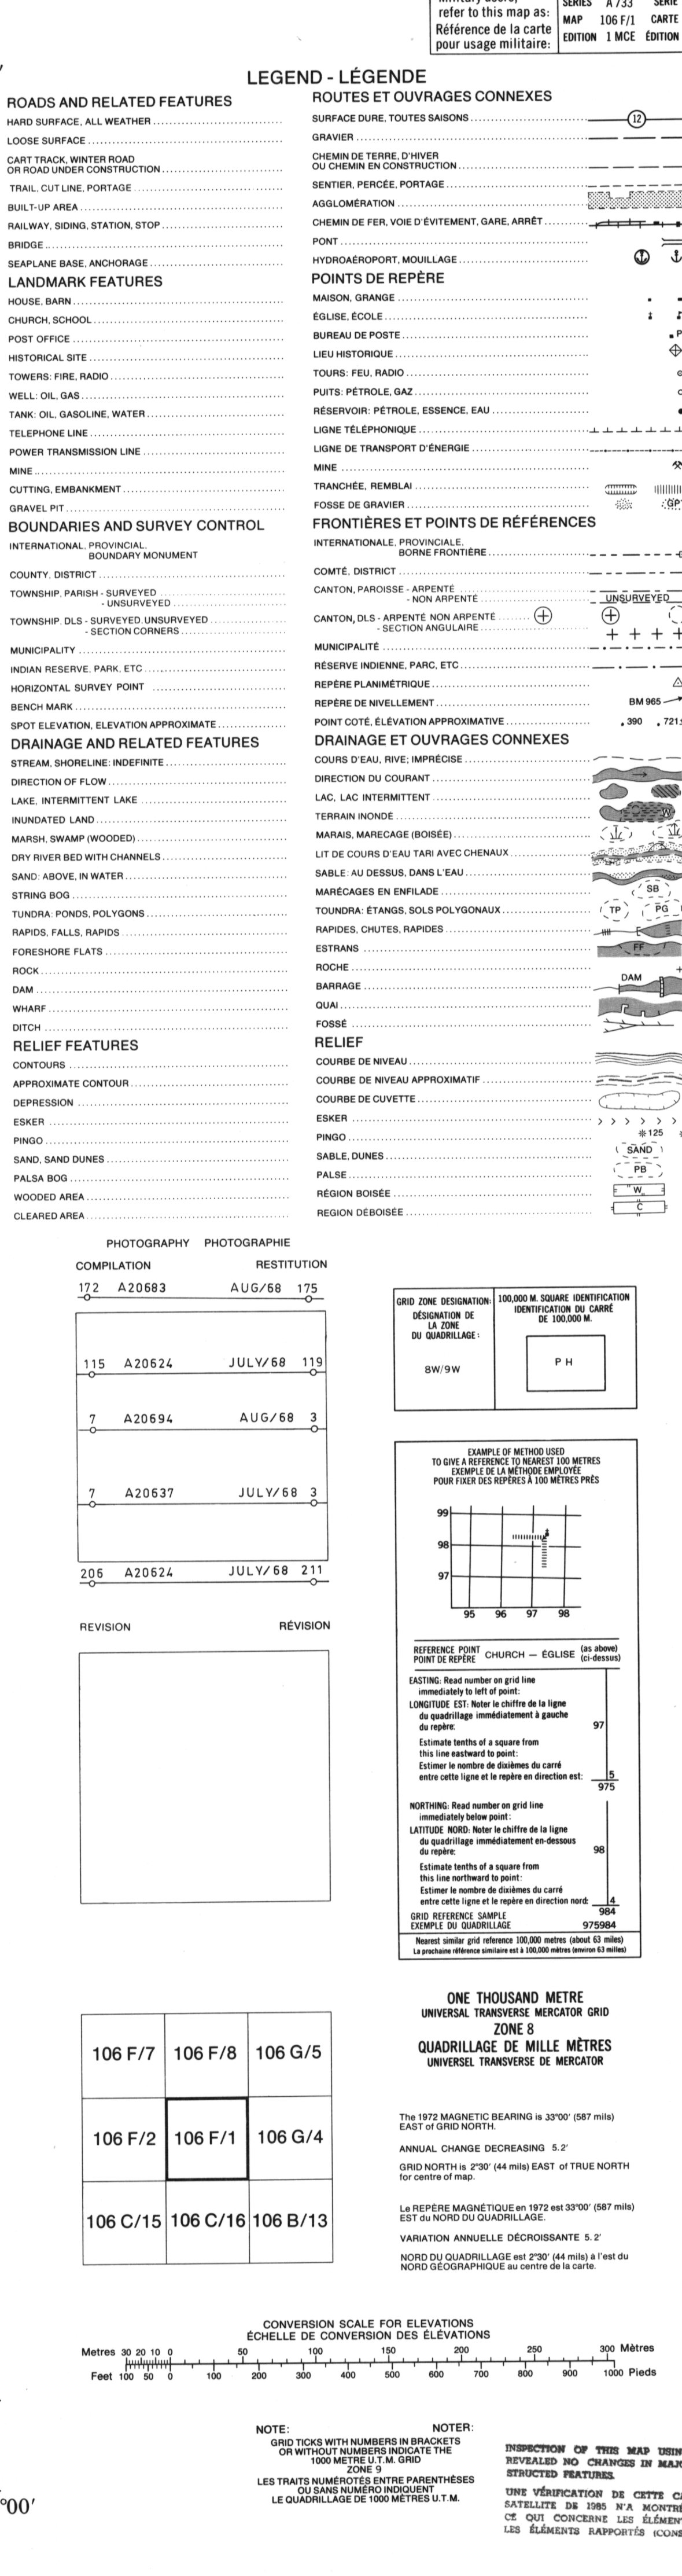 refer to this map as:
Référence de la carte
pour usage militaire:
SERIES A 733 SÉRIE
MAP 106 F/1 CARTE
EDITION 1 MCE ÉDITION
LEGEND - LÉGENDE
ROADS AND RELATED FEATURES
HARD SURFACE, ALL WEATHER
LOOSE SURFACE
CART TRACK, WINTER ROAD
OR ROAD UNDER CONSTRUCTION
TRAIL, CUT LINE, PORTAGE
BUILT-UP AREA
RAILWAY, SIDING, STATION, STOP
BRIDGE
SEAPLANE BASE, ANCHORAGE
LANDMARK FEATURES
HOUSE, BARN
CHURCH, SCHOOL
POST OFFICE
HISTORICAL SITE
TOWERS: FIRE, RADIO
WELL: OIL, GAS
TANK: OIL, GASOLINE, WATER
TELEPHONE LINE
POWER TRANSMISSION LINE
MINE
CUTTING, EMBANKMENT
GRAVEL PIT
BOUNDARIES AND SURVEY CONTROL
INTERNATIONAL, PROVINCIAL,
BOUNDARY MONUMENT
COUNTY, DISTRICT
TOWNSHIP, PARISH - SURVEYED
- UNSURVEYED
TOWNSHIP, DLS - SURVEYED, UNSURVEYED
- SECTION CORNERS
MUNICIPALITY
INDIAN RESERVE, PARK, ETC
HORIZONTAL SURVEY POINT
BENCH MARK
SPOT ELEVATION, ELEVATION APPROXIMATE
DRAINAGE AND RELATED FEATURES
STREAM, SHORELINE: INDEFINITE
DIRECTION OF FLOW
LAKE, INTERMITTENT LAKE
INUNDATED LAND
MARSH, SWAMP (WOODED)
DRY RIVER BED WITH CHANNELS
SAND: ABOVE, IN WATER
STRING BOG
TUNDRA: PONDS, POLYGONS
RAPIDS, FALLS, RAPIDS
FORESHORE FLATS
ROCK
DAM
WHARF
DITCH
RELIEF FEATURES
CONTOURS
APPROXIMATE CONTOUR
DEPRESSION
ESKER
PINGO
SAND, SAND DUNES
PALSA BOG
WOODED AREA
CLEARED AREA
ROUTES ET OUVRAGES CONNEXES
SURFACE DURE, TOUTES SAISONS 12
GRAVIER
CHEMIN DE TERRE, D'HIVER
OU CHEMIN EN CONSTRUCTION
SENTIER, PERCÉE, PORTAGE
AGGLOMÉRATION
CHEMIN DE FER, VOIE D'ÉVITEMENT, GARE, ARRÊT
PONT
HYDROAÉROPORT, MOUILLAGE
POINTS DE REPÈRE
MAISON, GRANGE
ÉGLISE, ÉCOLE
BUREAU DE POSTE P
LIEU HISTORIQUE
TOURS: FEU, RADIO
PUITS: PÉTROLE, GAZ
RÉSERVOIR: PÉTROLE, ESSENCE, EAU
LIGNE TÉLÉPHONIQUE
LIGNE DE TRANSPORT D'ÉNERGIE
MINE
TRANCHÉE, REMBLAI
FOSSE DE GRAVIER GP
FRONTIÈRES ET POINTS DE RÉFÉRENCES
INTERNATIONALE, PROVINCIALE,
BORNE FRONTIÈRE
COMTÉ, DISTRICT
CANTON, PAROISSE - ARPENTÉ
- NON ARPENTÉ UNSURVEYED
CANTON, DLS - ARPENTÉ NON ARPENTÉ
- SECTION ANGULAIRE
MUNICIPALITÉ
RÉSERVE INDIENNE, PARC, ETC
REPÈRE PLANIMÉTRIQUE
REPÈRE DE NIVELLEMENT BM 965
POINT COTÉ, ÉLÉVATION APPROXIMATIVE .390 .721±
DRAINAGE ET OUVRAGES CONNEXES
COURS D'EAU, RIVE; IMPRÉCISE
DIRECTION DU COURANT
LAC, LAC INTERMITTENT
TERRAIN INONDÉ W
MARAIS, MARECAGE (BOISÉE)
LIT DE COURS D'EAU TARI AVEC CHENAUX
SABLE: AU DESSUS, DANS L'EAU
MARÉCAGES EN ENFILADE SB
TOUNDRA: ÉTANGS, SOLS POLYGONAUX TP PG
RAPIDES, CHUTES, RAPIDES
ESTRANS FF
ROCHE
BARRAGE DAM
QUAI
FOSSÉ
RELIEF
COURBE DE NIVEAU
COURBE DE NIVEAU APPROXIMATIF
COURBE DE CUVETTE
ESKER
PINGO 125
SABLE, DUNES SAND
PALSE PB
RÉGION BOISÉE W
REGION DÉBOISÉE C
PHOTOGRAPHY PHOTOGRAPHIE
COMPILATION RESTITUTION
172 A20683 AUG/68 175
115 A20624 JULY/68 119
7 A20694 AUG/68 3
7 A20637 JULY/68 3
206 A20624 JULY/68 211
REVISION RÉVISION
GRID ZONE DESIGNATION:
DÉSIGNATION DE
LA ZONE
DU QUADRILLAGE :
8W/9W
100,000 M. SQUARE IDENTIFICATION
IDENTIFICATION DU CARRÉ
DE 100,000 M.
P H
EXAMPLE OF METHOD USED
TO GIVE A REFERENCE TO NEAREST 100 METRES
EXEMPLE DE LA MÉTHODE EMPLOYÉE
POUR FIXER DES REPÈRES À 100 MÈTRES PRÈS
99
98
97
95 96 97 98
REFERENCE POINT
POINT DE REPÈRE
CHURCH — ÉGLISE
(as above)
(ci-dessus)
EASTING: Read number on grid line
immediately to left of point:
LONGITUDE EST: Noter le chiffre de la ligne
du quadrillage immédiatement à gauche
du repère: 97
Estimate tenths of a square from
this line eastward to point:
Estimer le nombre de dixièmes du carré
entre cette ligne et le repère en direction est: 5
975
NORTHING: Read number on grid line
immediately below point:
LATITUDE NORD: Noter le chiffre de la ligne
du quadrillage immédiatement en-dessous
du repère: 98
Estimate tenths of a square from
this line northward to point:
Estimer le nombre de dixièmes du carré
entre cette ligne et le repère en direction nord: 4
984
GRID REFERENCE SAMPLE
EXEMPLE DU QUADRILLAGE 975984
Nearest similar grid reference 100,000 metres (about 63 miles)
La prochaine référence similaire est à 100,000 mètres (environ 63 milles)
106 F/7 106 F/8 106 G/5
106 F/2 106 F/1 106 G/4
106 C/15 106 C/16 106 B/13
ONE THOUSAND METRE
UNIVERSAL TRANSVERSE MERCATOR GRID
ZONE 8
QUADRILLAGE DE MILLE MÈTRES
UNIVERSEL TRANSVERSE DE MERCATOR
The 1972 MAGNETIC BEARING is 33°00' (587 mils)
EAST of GRID NORTH.
ANNUAL CHANGE DECREASING 5.2'
GRID NORTH is 2°30' (44 mils) EAST of TRUE NORTH
for centre of map.
Le REPÈRE MAGNÉTIQUE en 1972 est 33°00' (587 mils)
EST du NORD DU QUADRILLAGE.
VARIATION ANNUELLE DÉCROISSANTE 5.2'
NORD DU QUADRILLAGE est 2°30' (44 mils) à l'est du
NORD GÉOGRAPHIQUE au centre de la carte.
CONVERSION SCALE FOR ELEVATIONS
ÉCHELLE DE CONVERSION DES ÉLÉVATIONS
Metres 30 20 10 0 50 100 150 200 250 300 Mètres
Feet 100 50 0 100 200 300 400 500 600 700 800 900 1000 Pieds
NOTE: NOTER:
GRID TICKS WITH NUMBERS IN BRACKETS
OR WITHOUT NUMBERS INDICATE THE
1000 METRE U.T.M. GRID
ZONE 9
LES TRAITS NUMÉROTÉS ENTRE PARENTHÈSES
OU SANS NUMÉRO INDIQUENT
LE QUADRILLAGE DE 1000 MÈTRES U.T.M.
°00'
INSPECTION OF THIS MAP USIN
REVEALED NO CHANGES IN MAJO
STRUCTED FEATURES.
UNE VÉRIFICATION DE CETTE CA
SATELLITE DE 1985 N'A MONTRÉ
CE QUI CONCERNE LES ÉLÉMEN
LES ÉLÉMENTS RAPPORTÉS (CONS